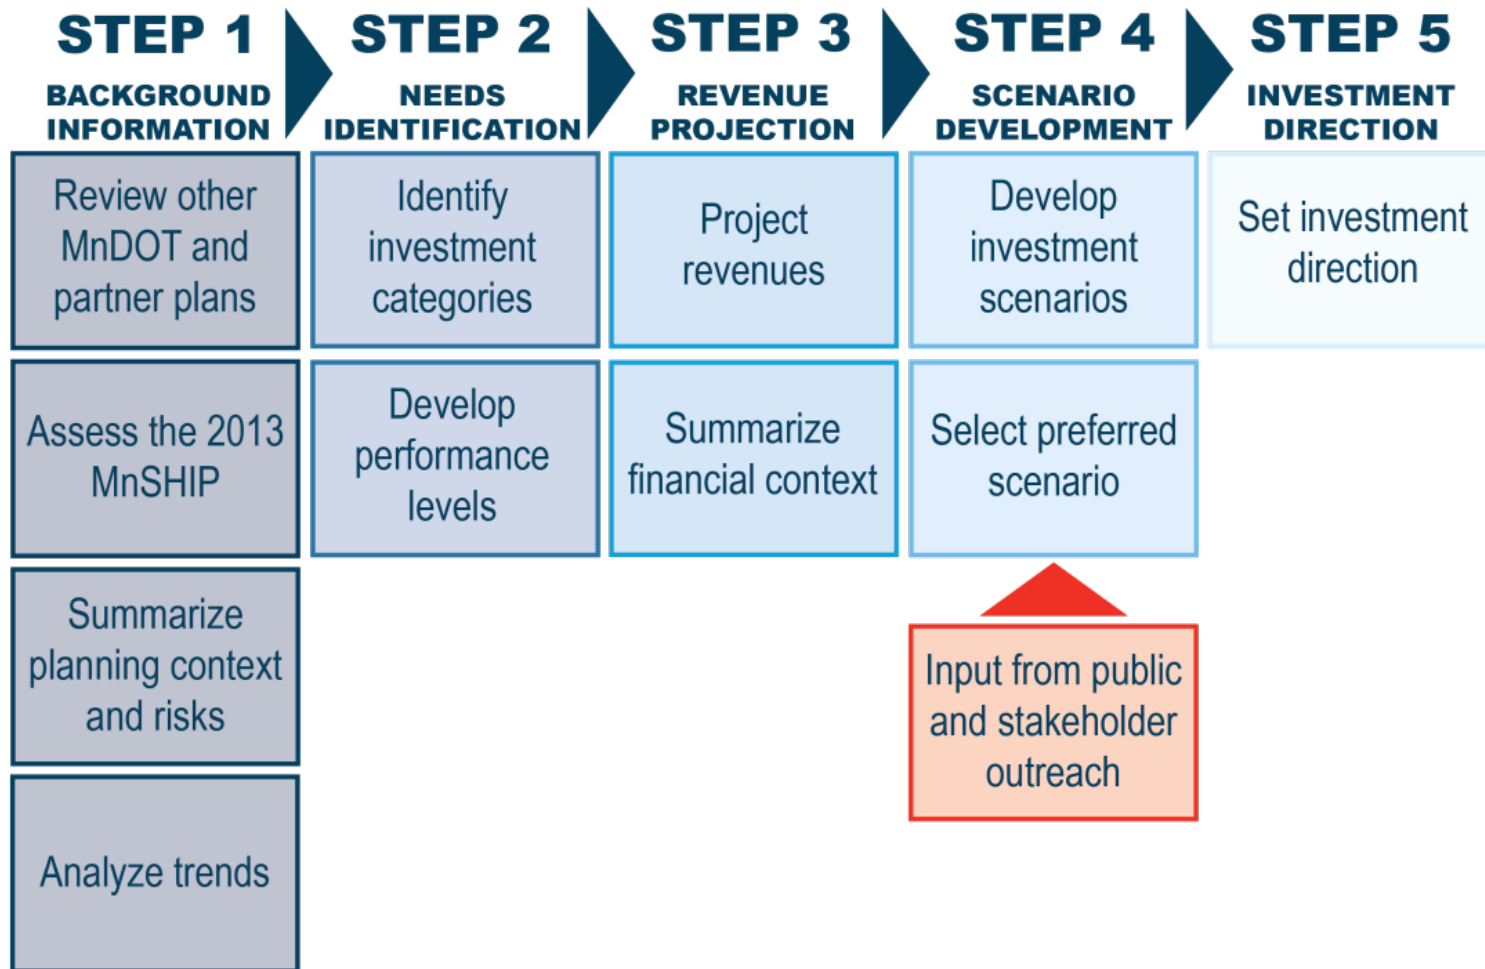 STEP 1
BACKGROUND
INFORMATION
Review other
MnDOT and
partner plans
Assess the 2013
MnSHIP
Summarize
planning context
and risks
Analyze trends
STEP 2
NEEDS
IDENTIFICATION
Identify
investment
categories
Develop
performance
levels
STEP 3
REVENUE
PROJECTION
Project
revenues
Summarize
financial context
STEP 4
SCENARIO
DEVELOPMENT
Develop
investment
scenarios
Select preferred
scenario
Input from public
and stakeholder
outreach
STEP 5
INVESTMENT
DIRECTION
Set investment
direction